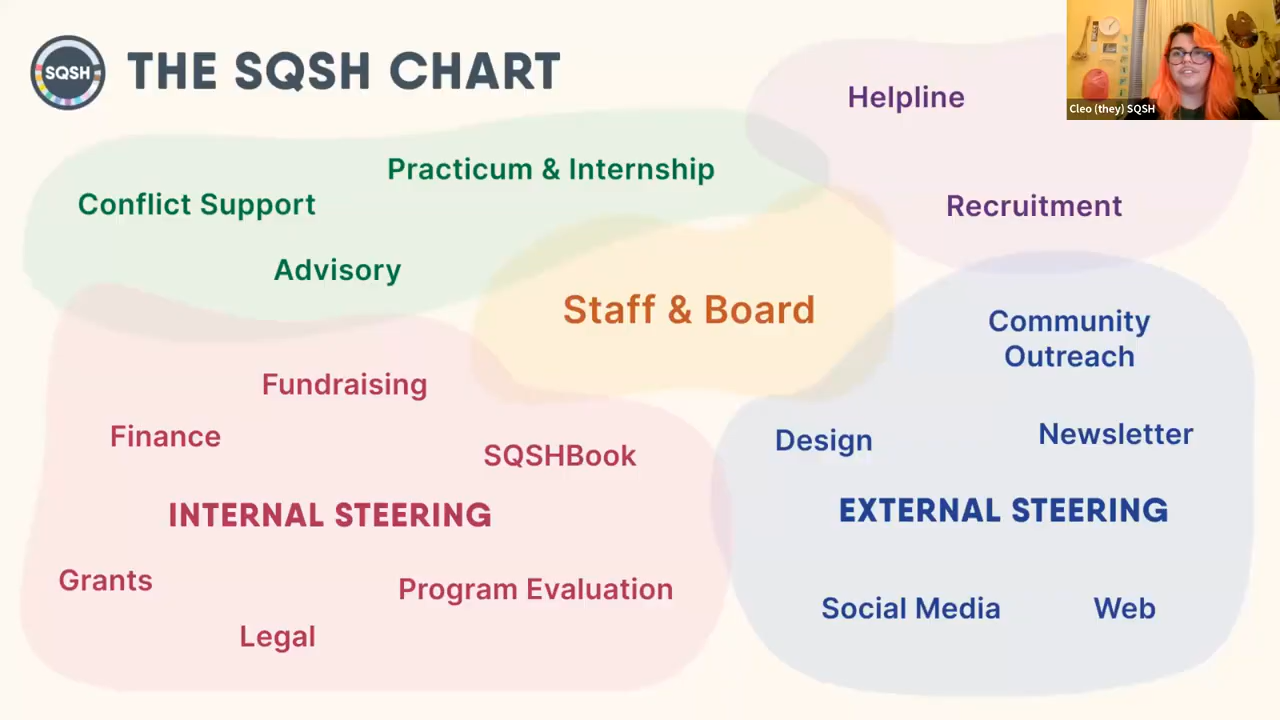 SQSH
THE SQSH CHART
Helpline
Cleo (they) SQSH
Practicum & Internship
Conflict Support
Recruitment
Advisory
Staff & Board
Community
Outreach
Fundraising
Finance
SQSHBook
Design
Newsletter
INTERNAL STEERING
EXTERNAL STEERING
Grants
Program Evaluation
Social Media
Web
Legal